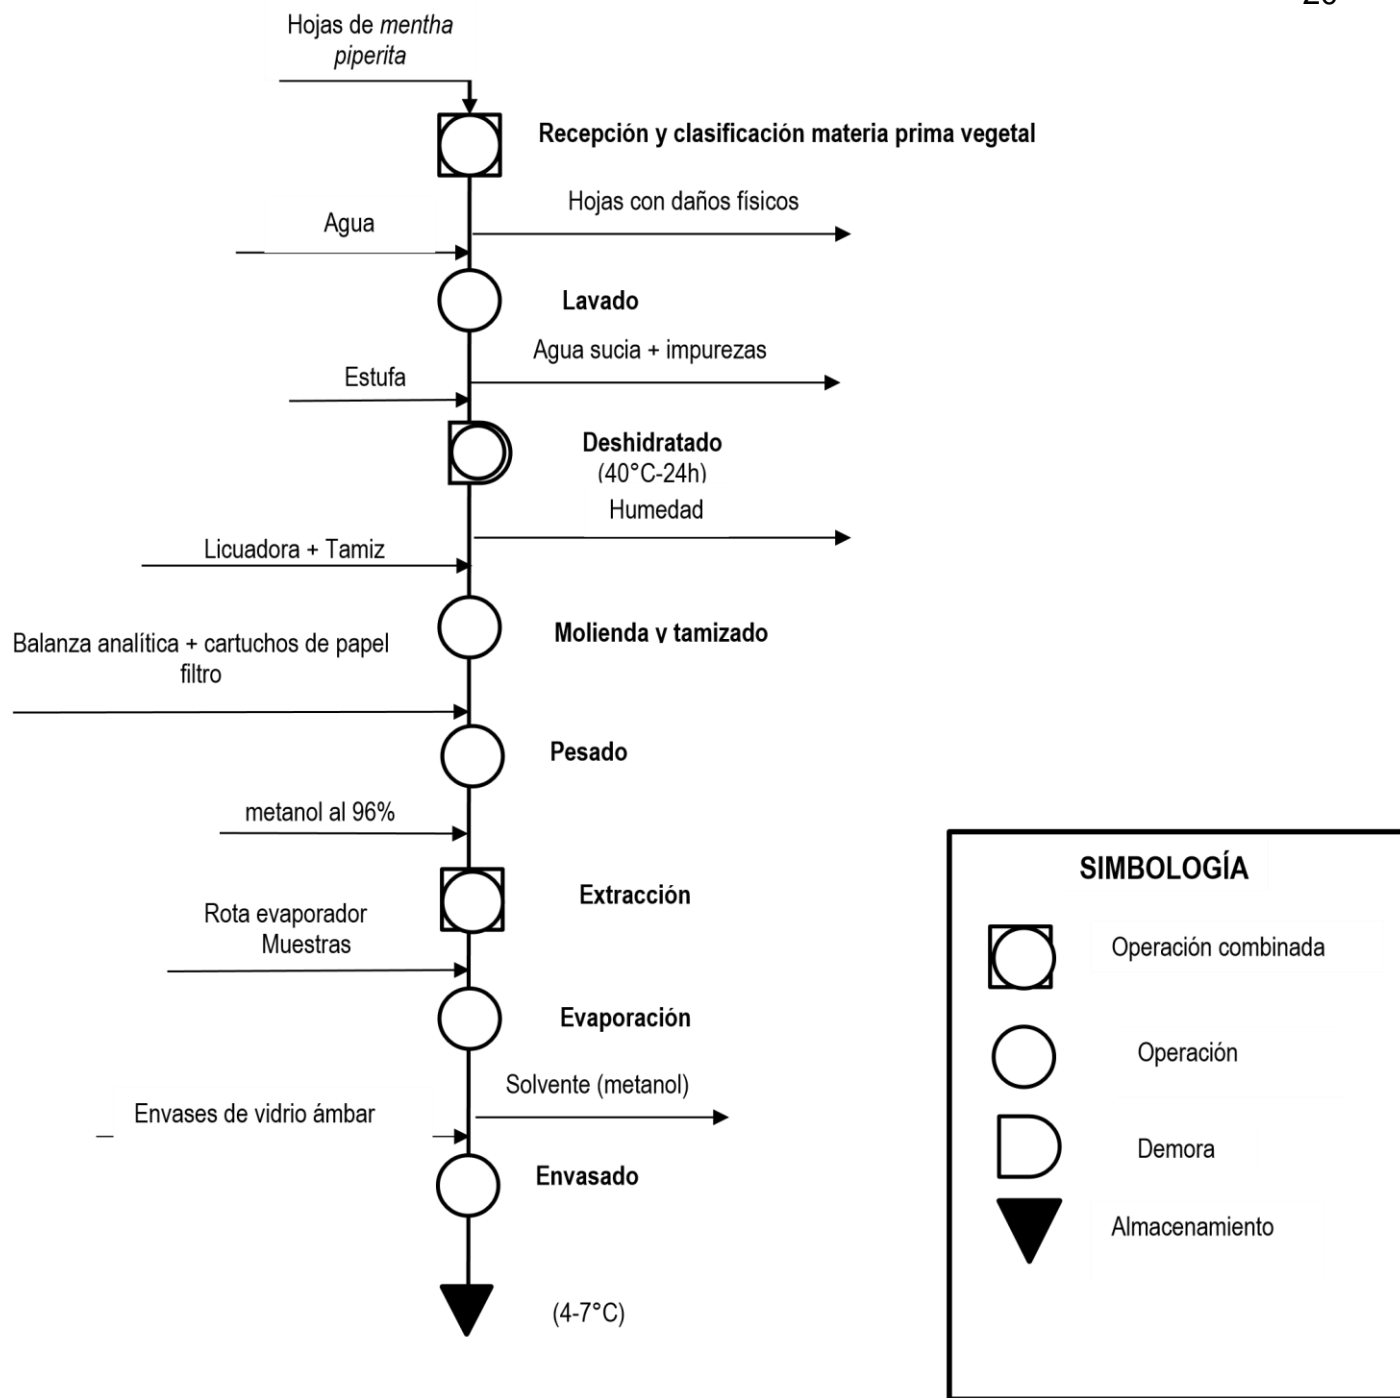 Hojas de mentha
piperita
Recepción y clasificación materia prima vegetal
Hojas con daños físicos
Agua
Lavado
Agua sucia + impurezas
Estufa
Deshidratado
(40°C-24h)
Humedad
Licuadora + Tamiz
Molienda y tamizado
Balanza analítica + cartuchos de papel
filtro
Pesado
metanol al 96%
Extracción
Rota evaporador
Muestras
Evaporación
Solvente (metanol)
Envases de vidrio ámbar
Envasado
(4-7°C)
SIMBOLOGÍA
Operación combinada
Operación
Demora
Almacenamiento